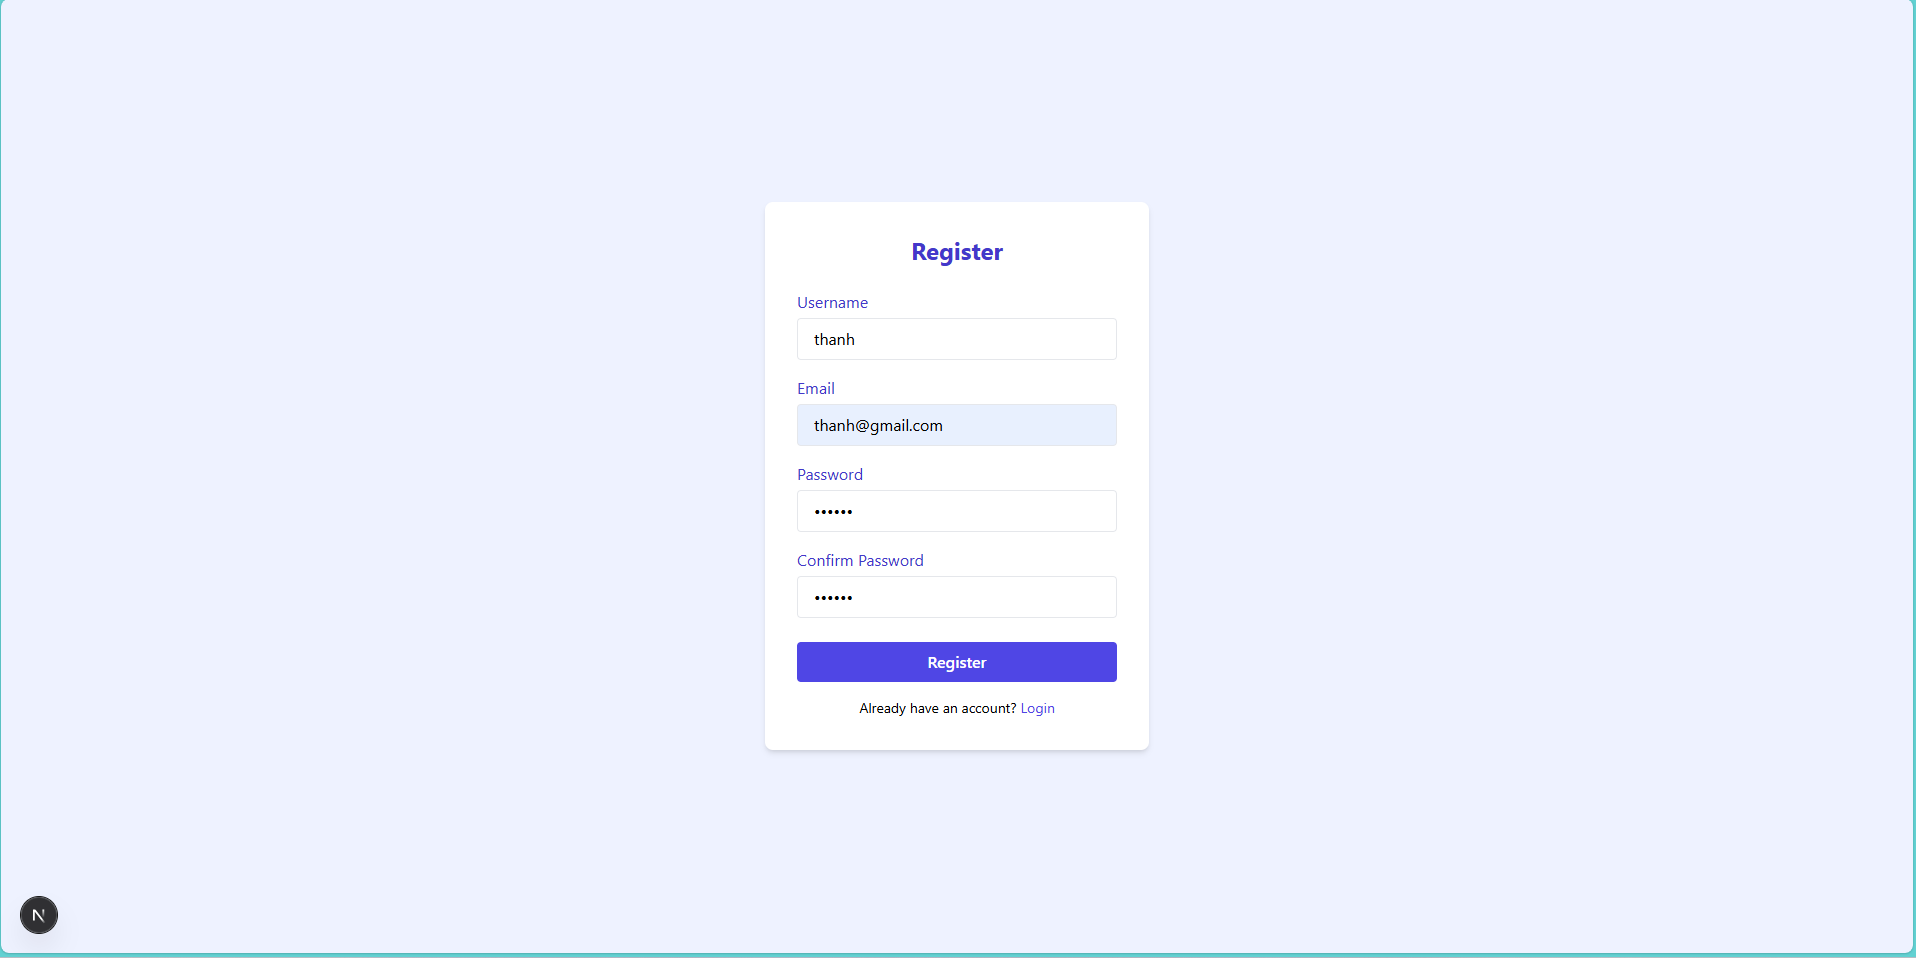 Register
Username
thanh
Email
thanh@gmail.com
Password
••••••
Confirm Password
••••••
Register
Already have an account? Login
N